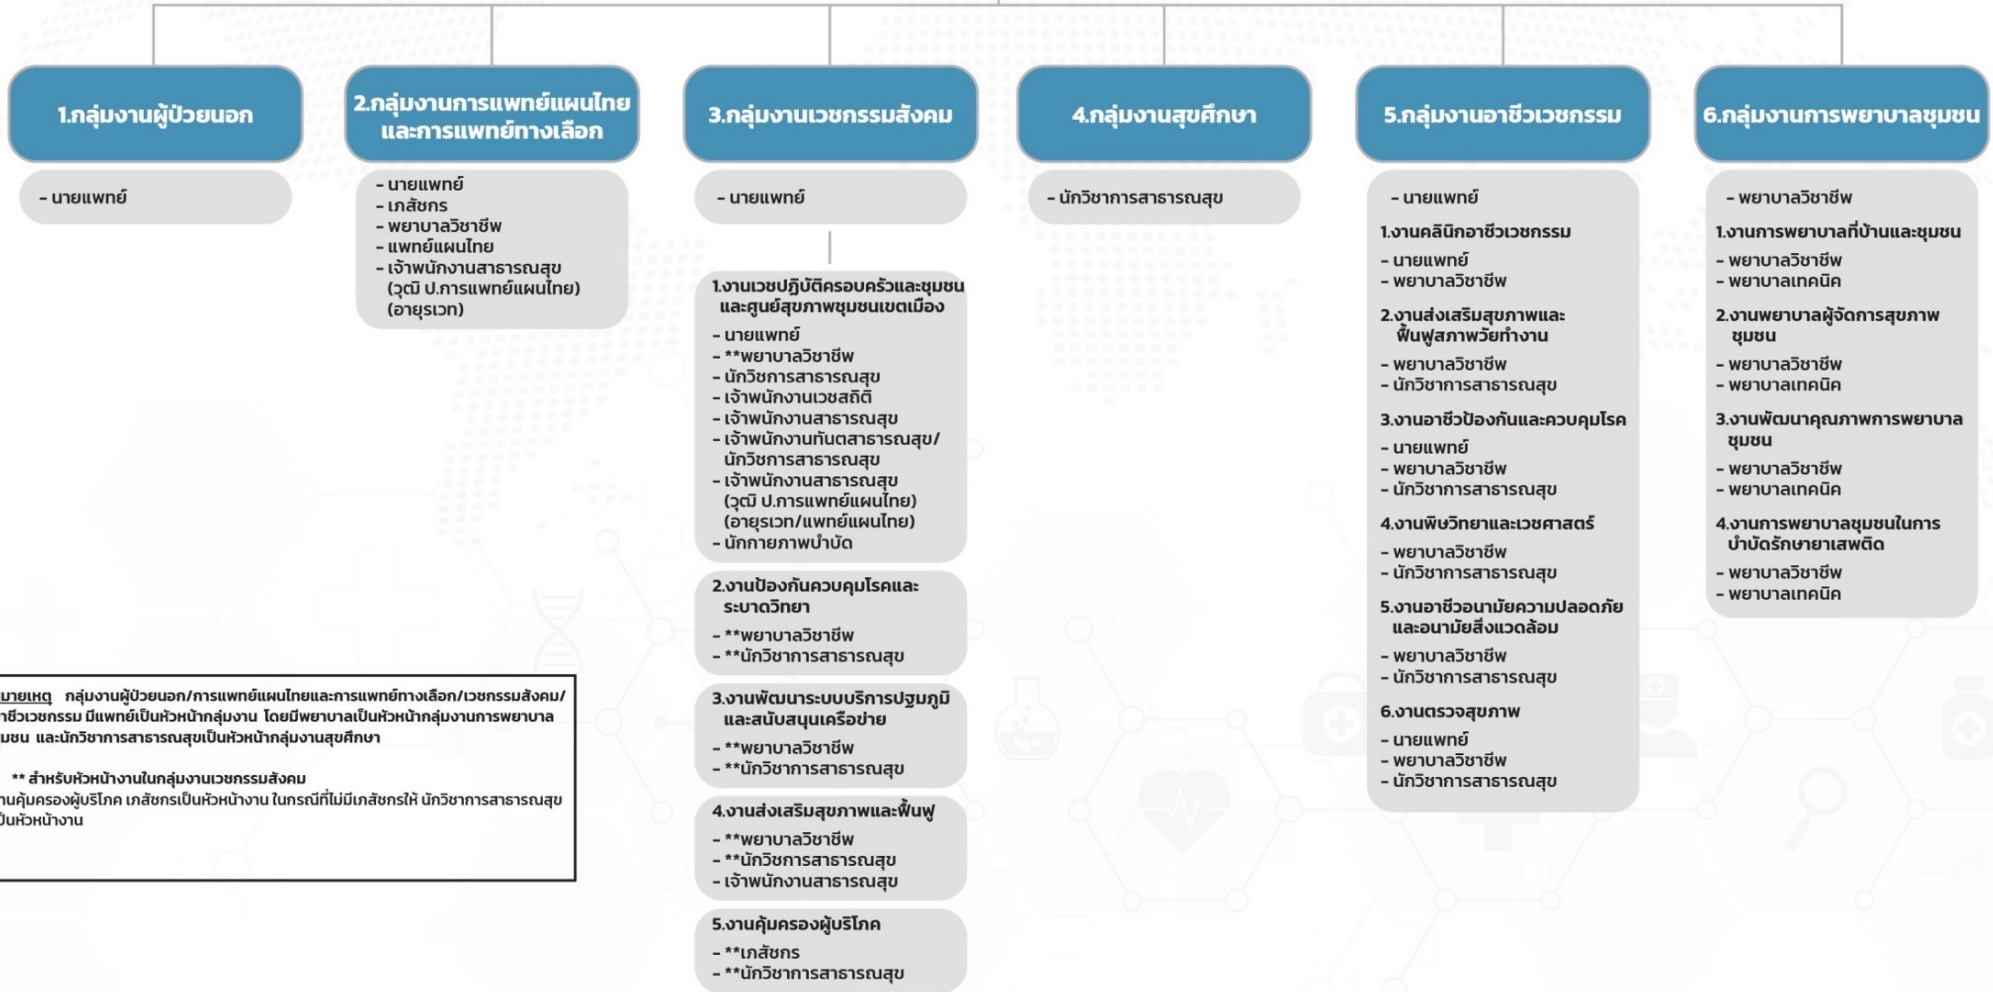 1.กลุ่มงานผู้ป่วยนอก
- นายแพทย์
2.กลุ่มงานการแพทย์แผนไทย
และการแพทย์ทางเลือก
- นายแพทย์
- เภสัชกร
- พยาบาลวิชาชีพ
- แพทย์แผนไทย
- เจ้าพนักงานสาธารณสุข
(วุฒิ ป.การแพทย์แผนไทย)
(อายุรเวท)
3.กลุ่มงานเวชกรรมสังคม
- นายแพทย์
1.งานเวชปฏิบัติครอบครัวและชุมชน
และศูนย์สุขภาพชุมชนเขตเมือง
- นายแพทย์
- **พยาบาลวิชาชีพ
- นักวิชการสาธารณสุข
- เจ้าพนักงานเวชสถิติ
- เจ้าพนักงานสาธารณสุข
- เจ้าพนักงานทันตสาธารณสุข/
นักวิชการสาธารณสุข
- เจ้าพนักงานสาธารณสุข
(วุฒิ ป.การแพทย์แผนไทย)
(อายุรเวท/แพทย์แผนไทย)
- นักกายภาพบำบัด
2.งานป้องกันควบคุมโรคและ
ระบาดวิทยา
- **พยาบาลวิชาชีพ
- **นักวิชาการสาธารณสุข
3.งานพัฒนาระบบบริการปฐมภูมิ
และสนับสนุนเครือข่าย
- **พยาบาลวิชาชีพ
- **นักวิชาการสาธารณสุข
4.งานส่งเสริมสุขภาพและฟื้นฟู
- **พยาบาลวิชาชีพ
- **นักวิชการสาธารณสุข
- เจ้าพนักงานสาธารณสุข
5.งานคุ้มครองผู้บริโภค
- **เภสัชกร
- **นักวิชาการสาธารณสุข
4.กลุ่มงานสุขศึกษา
- นักวิชาการสาธารณสุข
5.กลุ่มงานอาชีวเวชกรรม
- นายแพทย์
1.งานคลินิกอาชีวเวชกรรม
- นายแพทย์
- พยาบาลวิชาชีพ
2.งานส่งเสริมสุขภาพและ
ฟื้นฟูสภาพวัยทำงาน
- พยาบาลวิชาชีพ
- นักวิชาการสาธารณสุข
3.งานอาชีวป้องกันและควบคุมโรค
- นายแพทย์
- พยาบาลวิชาชีพ
- นักวิชาการสาธารณสุข
4.งานพิษวิทยาและเวชศาสตร์
- พยาบาลวิชาชีพ
- นักวิชาการสาธารณสุข
5.งานอาชีวอนามัยความปลอดภัย
และอนามัยสิ่งแวดล้อม
- พยาบาลวิชาชีพ
- นักวิชาการสาธารณสุข
6.งานตรวจสุขภาพ
- นายแพทย์
- พยาบาลวิชาชีพ
- นักวิชาการสาธารณสุข
6.กลุ่มงานการพยาบาลชุมชน
- พยาบาลวิชาชีพ
1.งานการพยาบาลที่บ้านและชุมชน
- พยาบาลวิชาชีพ
- พยาบาลเทคนิค
2.งานพยาบาลผู้จัดการสุขภาพ
ชุมชน
- พยาบาลวิชาชีพ
- พยาบาลเทคนิค
3.งานพัฒนาคุณภาพการพยาบาล
ชุมชน
- พยาบาลวิชาชีพ
- พยาบาลเทคนิค
4.งานการพยาบาลชุมชนในการ
บำบัดรักษายาเสพติด
- พยาบาลวิชาชีพ
- พยาบาลเทคนิค
มายเหตุ กลุ่มงานผู้ป่วยนอก/การแพทย์แผนไทยและการแพทย์ทางเลือก/เวชกรรมสังคม/
าชีวเวชกรรม มีแพทย์เป็นหัวหน้ากลุ่มงาน โดยมีพยาบาลเป็นหัวหน้ากลุ่มงานการพยาบาล
ุมชน และนักวิชาการสาธารณสุขเป็นหัวหน้ากลุ่มงานสุขศึกษา
** สำหรับหัวหน้างานในกลุ่มงานเวชกรรมสังคม
านคุ้มครองผู้บริโภค เภสัชกรเป็นหัวหน้างาน ในกรณีที่ไม่มีเภสัชกรให้ นักวิชาการสาธารณสุข
ป็นหัวหน้างาน